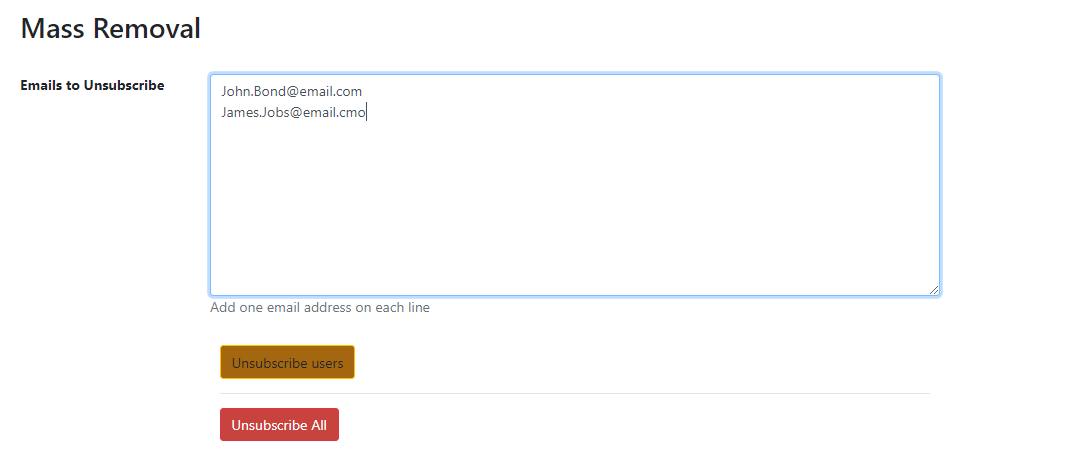 Mass Removal
Emails to Unsubscribe
John.Bond@email.com
James.Jobs@email.cmo
Add one email address on each line
Unsubscribe users
Unsubscribe All